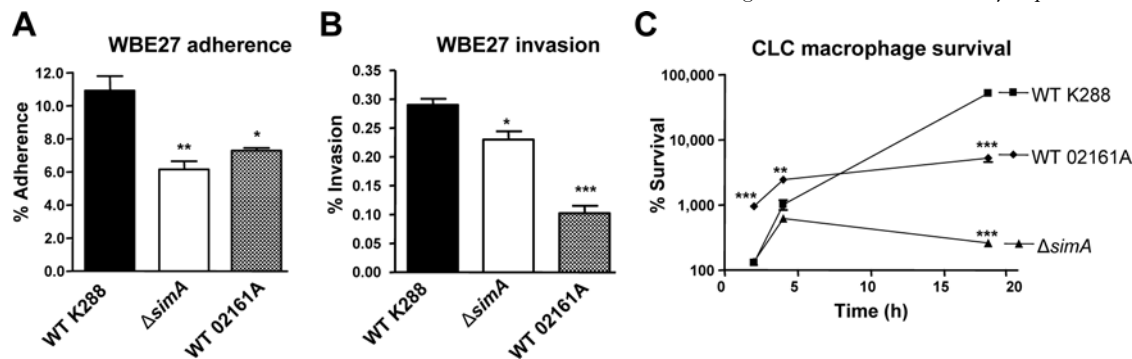 A
WBE27 adherence
% Adherence
12.0
10.0
8.0
6.0
4.0
2.0
0.0
**
*
WT K288
ΔsimA
WT 02161A
B
WBE27 invasion
% Invasion
0.35
0.30
0.25
0.20
0.15
0.10
0.05
0.00
*
***
WT K288
ΔsimA
WT 02161A
C
CLC macrophage survival
% Survival
100,000
10,000
1,000
100
***
**
***
***
WT K288
WT 02161A
ΔsimA
0
5
10
15
20
Time (h)